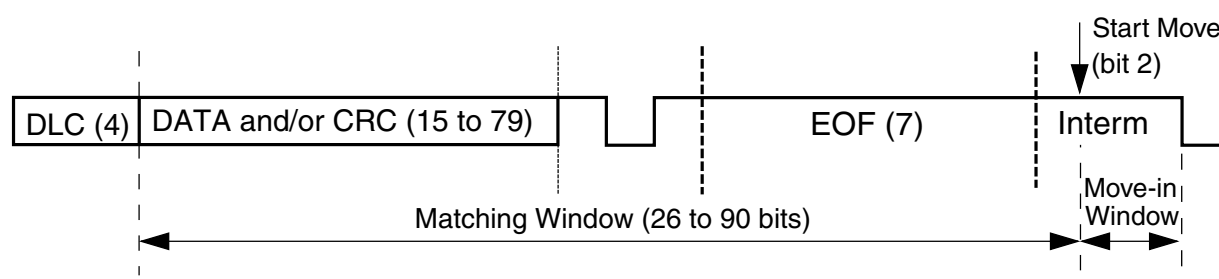 Start Move
(bit 2)
DLC (4)
DATA and/or CRC (15 to 79)
EOF (7)
Interm
Matching Window (26 to 90 bits)
Move-in
Window